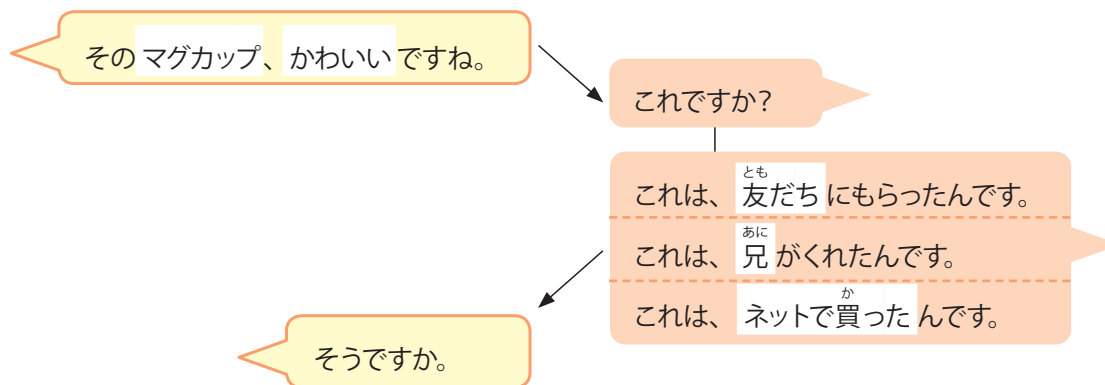 その マグカップ、 かわいい ですね。
これですか？
とも
これは、 友だち にもらったんです。
あに
これは、 兄 がくれたんです。
か
これは、 ネットで買った んです。
そうですか。